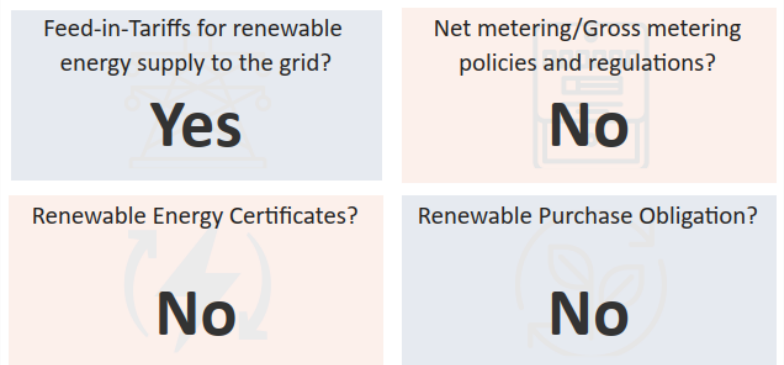 Feed-in-Tariffs for renewable
energy supply to the grid?
Yes
Net metering/Gross metering
policies and regulations?
No
Renewable Energy Certificates?
No
Renewable Purchase Obligation?
No